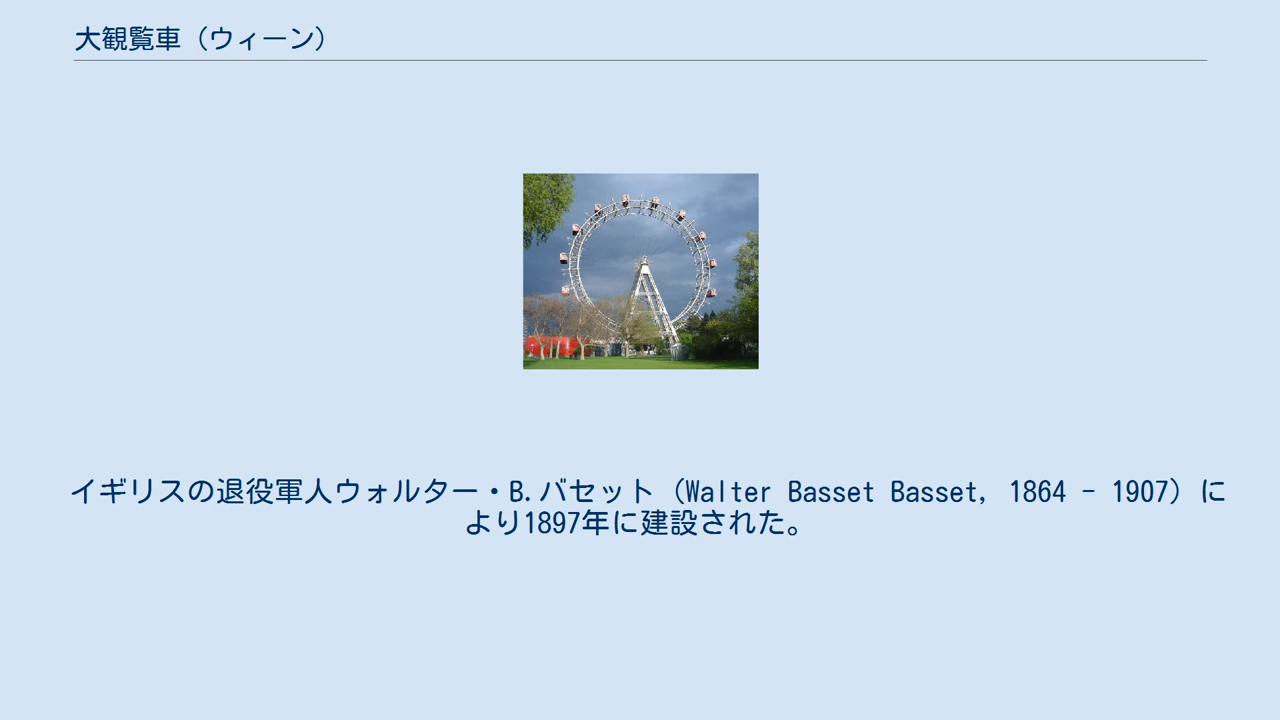 大観覧車（ウィーン）
イギリスの退役軍人ウォルター・B.バセット（Walter Basset Basset, 1864 - 1907）に
より1897年に建設された。